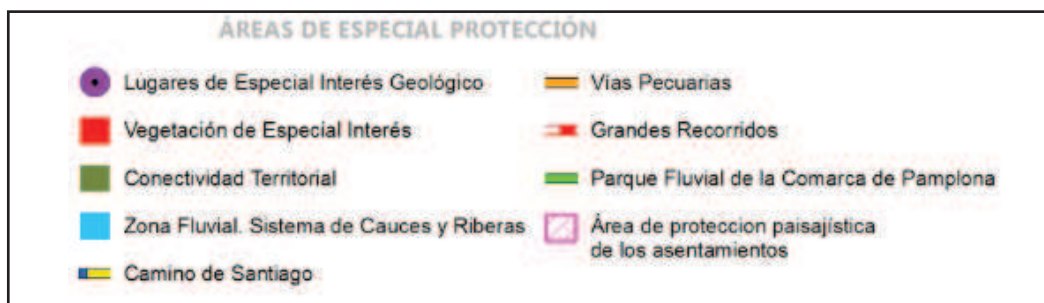 ÁREAS DE ESPECIAL PROTECCIÓN
Lugares de Especial Interés Geológico
Vegetación de Especial Interés
Conectividad Territorial
Zona Fluvial. Sistema de Cauces y Riberas
Camino de Santiago
Vías Pecuarias
Grandes Recorridos
Parque Fluvial de la Comarca de Pamplona
Área de proteccion paisajística
de los asentamientos